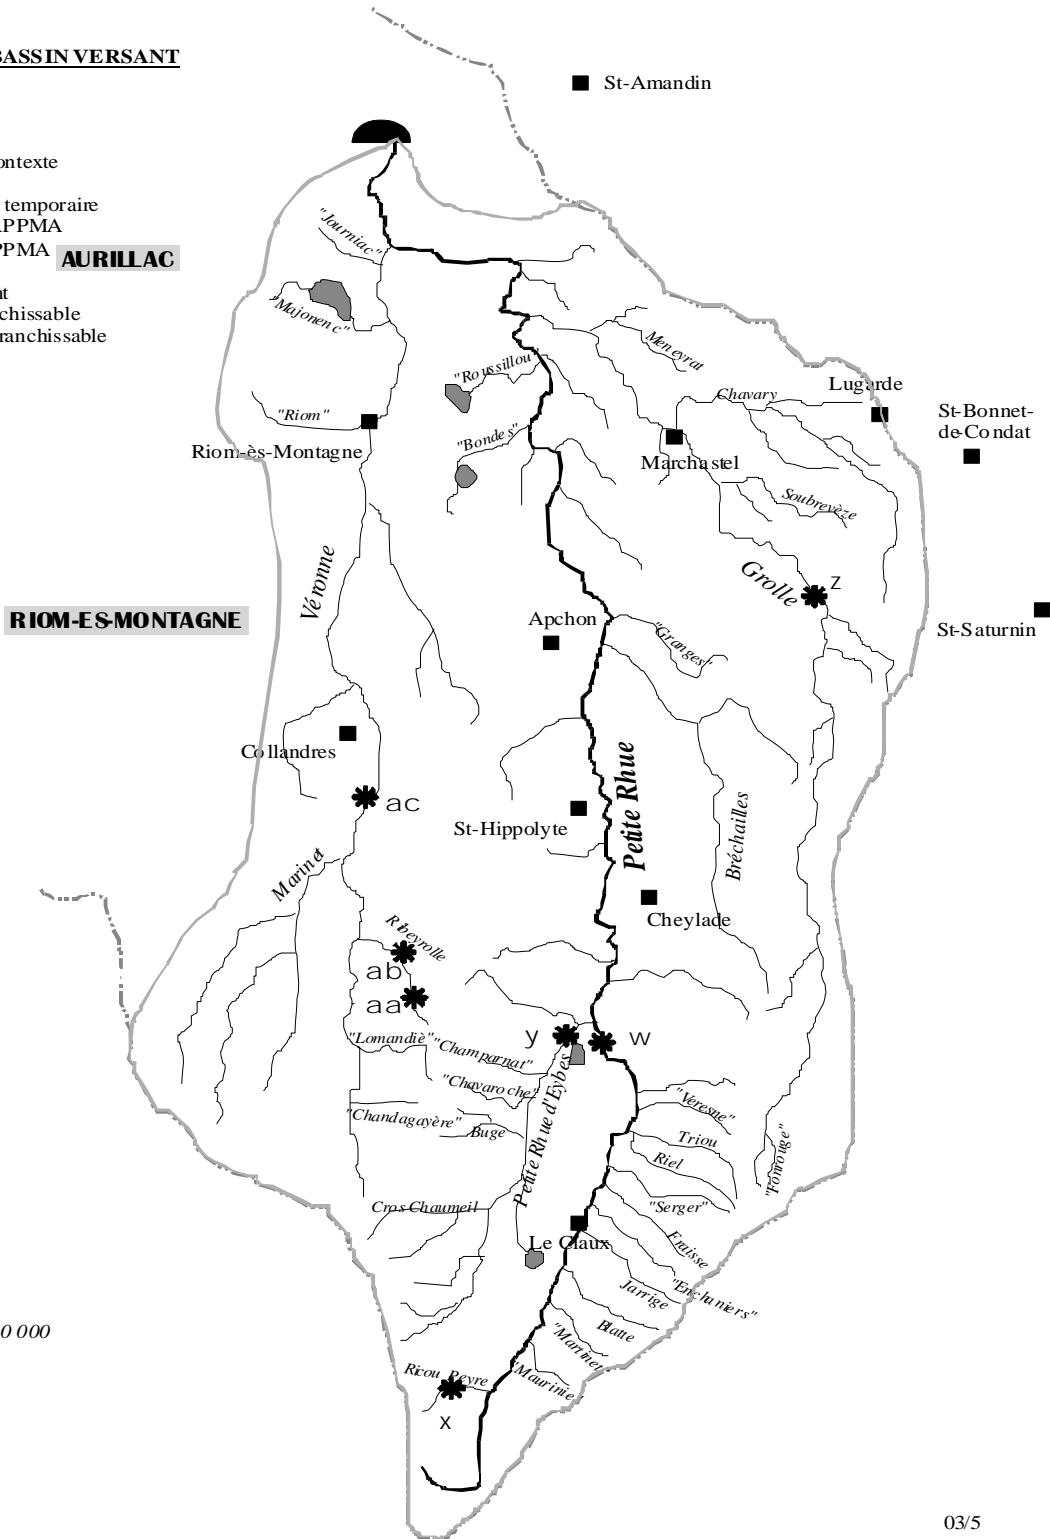 BASSIN VERSANT
St-Amandin
ontexte
temporaire
APPMA
PPMA
AURILLAC
nt
chissable
ranchissable
"Journiac"
"Majonenc"
Meneyrat
"Roussillou"
Chavary
Lugarde
"Riom"
St-Bonnet-
de-Condat
"Bondes"
Riom-ès-Montagne
Marchastel
Soubrevèze
Véronne
Grolle
z
RIOM-ES-MONTAGNE
Apchon
"Granges"
St-Saturnin
Collandres
Petite Rhue
ac
St-Hippolyte
Bréchailles
Marinet
Cheylade
Ribeyrolle
ab
aa
y
w
"Lomandiè"
"Champarnat"
"Chavaroche"
Petite Rhue d'Eybes
"Veresne"
"Chandagayère"
Buge
Triou
Riel
"Fonrouge"
Cros Chaumeil
"Serger"
Le Claux
Fraisse
"Enchaniers"
Jarrige
Blatte
0 000
"Martinet
Ricou Peyre
"Maurinie
x
03/5